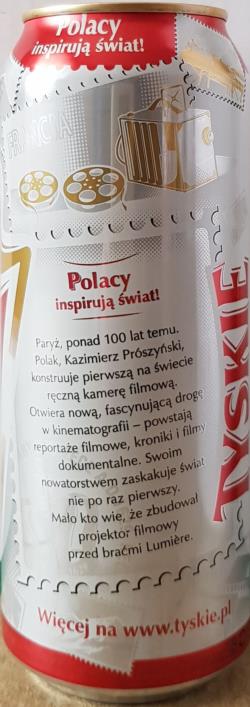 Polacy
inspirują świat!
FRANCJA
Polacy
inspirują świat!
Paryż, ponad 100 lat temu.
Polak, Kazimierz Prószyński,
konstruuje pierwszą na świecie
ręczną kamerę filmową.
Otwiera nową, fascynującą drogę
w kinematografii – powstają
reportaże filmowe, kroniki i filmy
dokumentalne. Swoim
nowatorstwem zaskakuje świat
nie po raz pierwszy.
Mało kto wie, że zbudował
projektor filmowy
przed braćmi Lumière.
TYSKIE
Więcej na www.tyskie.pl